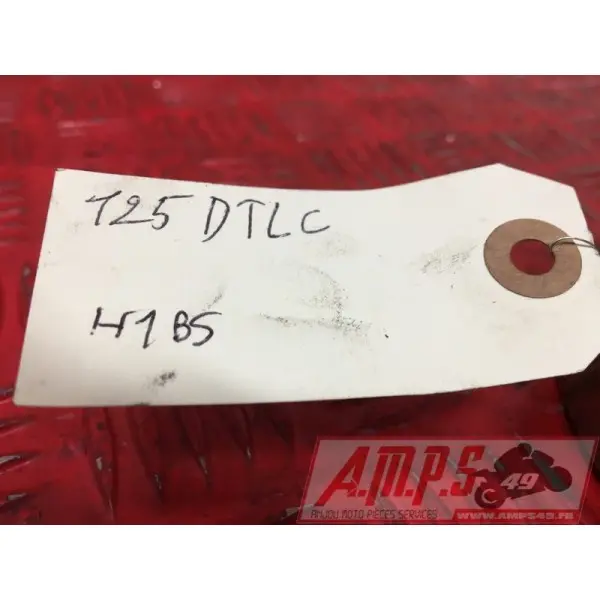 125 DTLC
H1B5
A.M.P.S
49
ANJOU MOTO PIECES SERVICES
WWW.AMPS49.FR